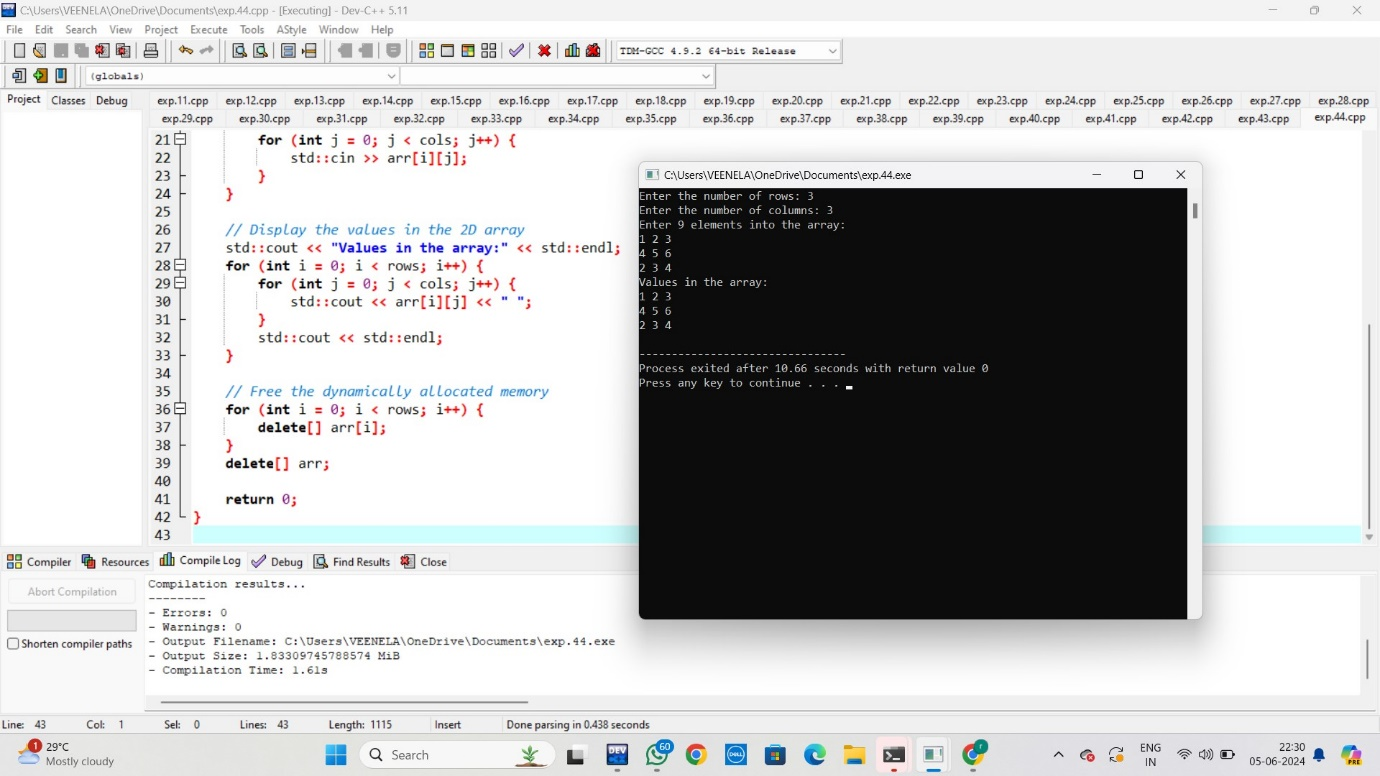 C:\Users\VEENELA\OneDrive\Documents\exp.44.cpp - [Executing] - Dev-C++ 5.11
File Edit Search View Project Execute Tools AStyle Window Help
TDM-GCC 4.9.2 64-bit Release
(globals)
Project Classes Debug
exp.11.cpp exp.12.cpp exp.13.cpp exp.14.cpp exp.15.cpp exp.16.cpp exp.17.cpp exp.18.cpp exp.19.cpp exp.20.cpp exp.21.cpp exp.22.cpp exp.23.cpp exp.24.cpp exp.25.cpp exp.26.cpp exp.27.cpp exp.28.cpp
exp.29.cpp exp.30.cpp exp.31.cpp exp.32.cpp exp.33.cpp exp.34.cpp exp.35.cpp exp.36.cpp exp.37.cpp exp.38.cpp exp.39.cpp exp.40.cpp exp.41.cpp exp.42.cpp exp.43.cpp exp.44.cpp
21 for (int j = 0; j < cols; j++) {
22 std::cin >> arr[i][j];
23 }
24 }
25
26 // Display the values in the 2D array
27 std::cout << "Values in the array:" << std::endl;
28 for (int i = 0; i < rows; i++) {
29 for (int j = 0; j < cols; j++) {
30 std::cout << arr[i][j] << " ";
31 }
32 std::cout << std::endl;
33 }
34
35 // Free the dynamically allocated memory
36 for (int i = 0; i < rows; i++) {
37 delete[] arr[i];
38 }
39 delete[] arr;
40
41 return 0;
42 }
43
C:\Users\VEENELA\OneDrive\Documents\exp.44.exe
Enter the number of rows: 3
Enter the number of columns: 3
Enter 9 elements into the array:
1 2 3
4 5 6
2 3 4
Values in the array:
1 2 3
4 5 6
2 3 4
--------------------------------
Process exited after 10.66 seconds with return value 0
Press any key to continue . . .
Compiler Resources Compile Log Debug Find Results Close
Abort Compilation
Shorten compiler paths
Compilation results...
--------
- Errors: 0
- Warnings: 0
- Output Filename: C:\Users\VEENELA\OneDrive\Documents\exp.44.exe
- Output Size: 1.83309745788574 MiB
- Compilation Time: 1.61s
Line: 43 Col: 1 Sel: 0 Lines: 43 Length: 1115 Insert Done parsing in 0.438 seconds
1
29°C
Mostly cloudy
Search
DEV
60
DELL
ENG
IN
22:30
05-06-2024
PRE